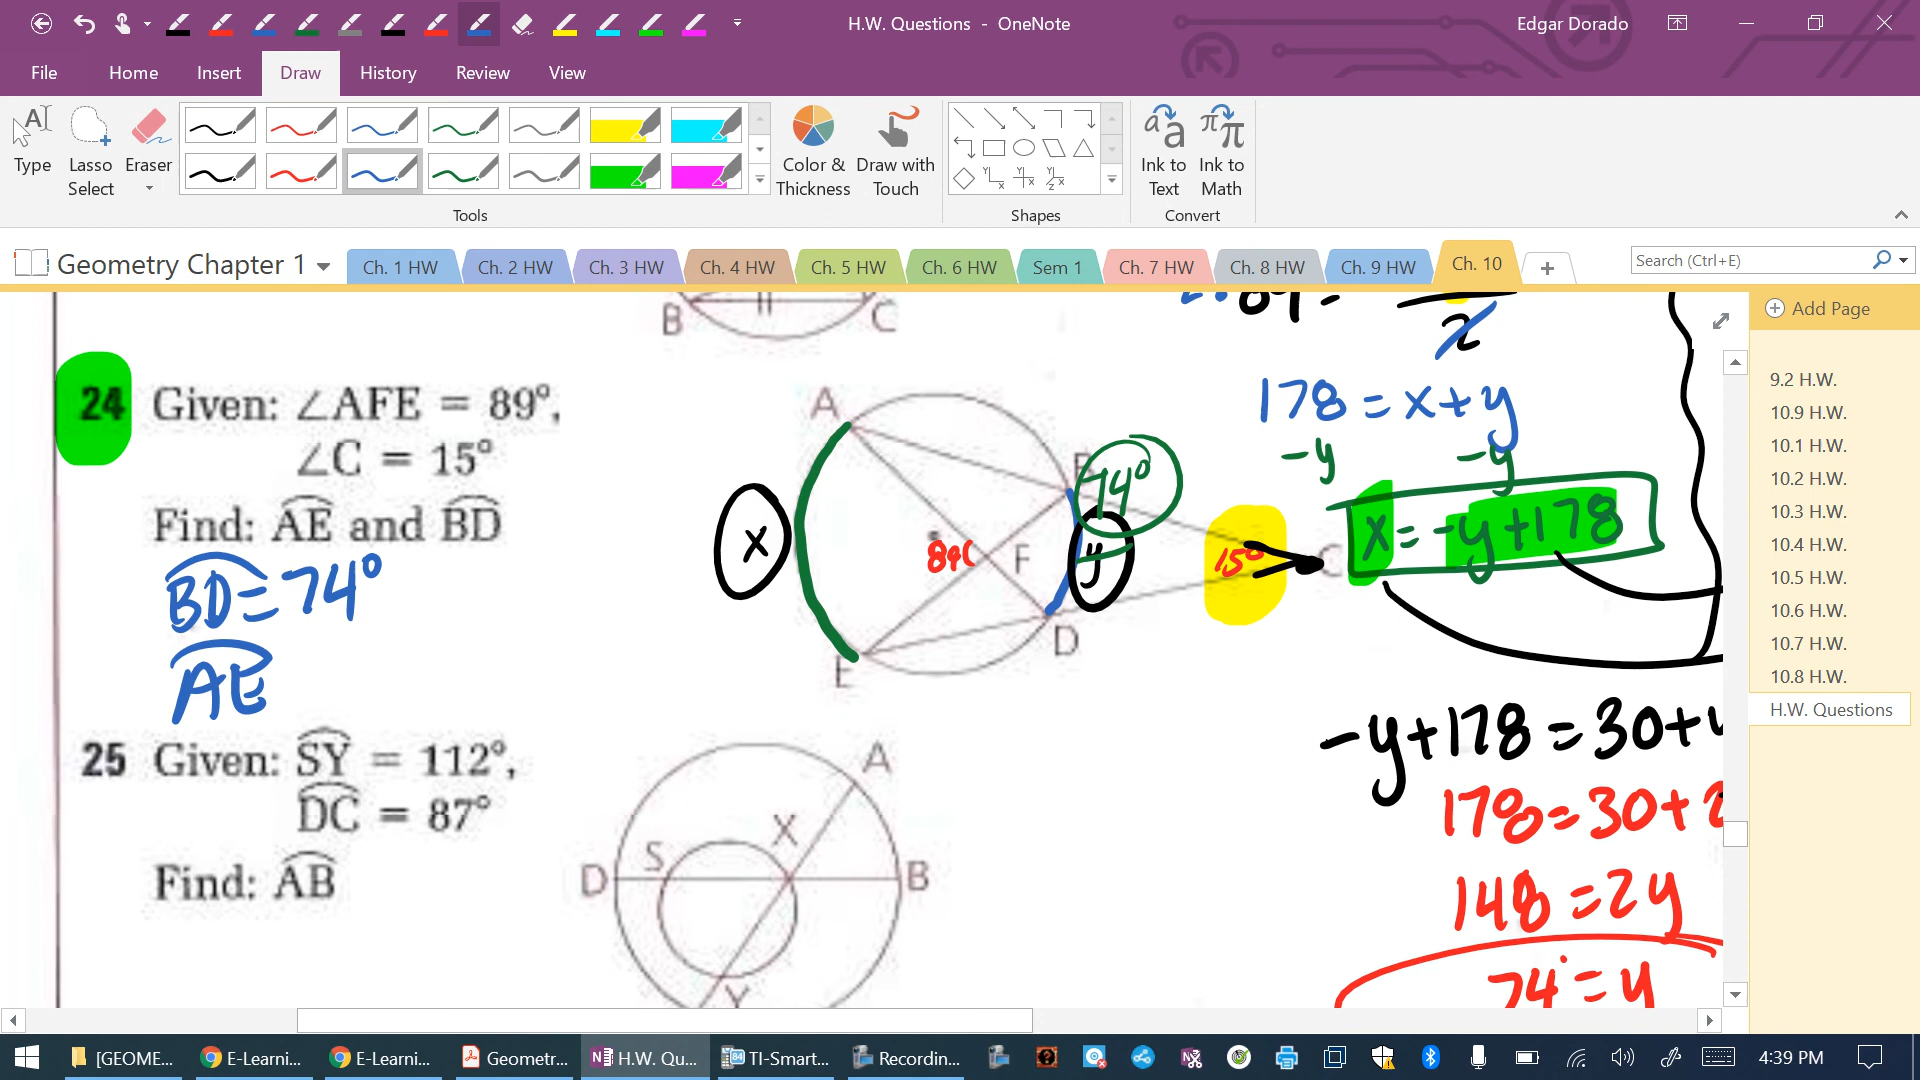 H.W. Questions - OneNote
Edgar Dorado
File Home Insert Draw History Review View
Type
Lasso Select
Eraser
Color & Thickness
Draw with Touch
Ink to Text
Ink to Math
Tools
Shapes
Convert
Geometry Chapter 1
Ch. 1 HW Ch. 2 HW Ch. 3 HW Ch. 4 HW Ch. 5 HW Ch. 6 HW Sem 1 Ch. 7 HW Ch. 8 HW Ch. 9 HW Ch. 10
Search (Ctrl+E)
Add Page
9.2 H.W.
10.9 H.W.
10.1 H.W.
10.2 H.W.
10.3 H.W.
10.4 H.W.
10.5 H.W.
10.6 H.W.
10.7 H.W.
10.8 H.W.
H.W. Questions
B C
24 Given: ∠AFE = 89°,
∠C = 15°
Find: AE and BD
BD = 74°
AE
A
B
74°
x
89
F
y
15°
C
D
E
2
178 = x+y
-y -y
x = -y+178
-y+178 = 30+y
178 = 30+2
148 = 2y
74° = y
25 Given: SY = 112°,
DC = 87°
Find: AB
A
X
S
D
B
Y
[GEOME... E-Learni... E-Learni... Geometr... H.W. Qu... TI-Smart... Recordin... 4:39 PM